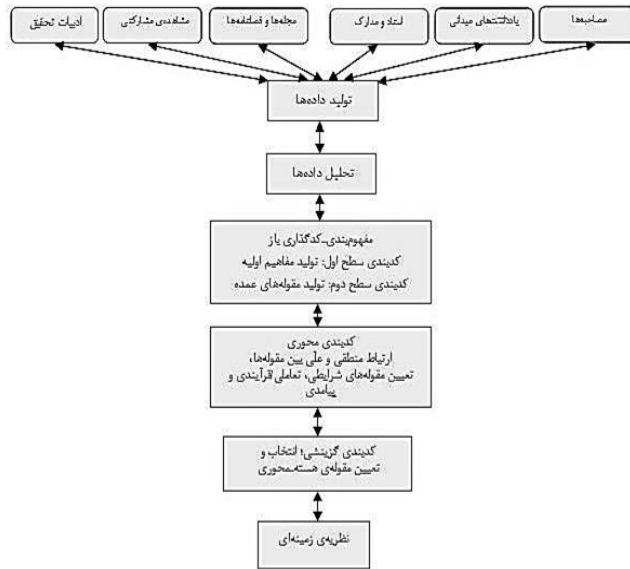 مصاحبه‌ها
یادداشت‌های میدانی
اسناد و مدارک
مجله‌ها و فصلنامه‌ها
مشاهده‌ی مشارکتی
ادبیات تحقیق
تولید داده‌ها
تحلیل داده‌ها
مفهوم‌بندی-کدگذاری باز
کدبندی سطح اول: تولید مفاهیم اولیه
کدبندی سطح دوم: تولید مقوله‌های عمده
کدبندی محوری
ارتباط منطقی و علّی بین مقوله‌ها،
تعیین مقوله‌های شرایطی، تعاملی/فرآیندی و
پیامدی
کدبندی گزینشی؛ انتخاب و
تعیین مقوله‌ی هسته-محوری
نظریه‌ی زمینه‌ای